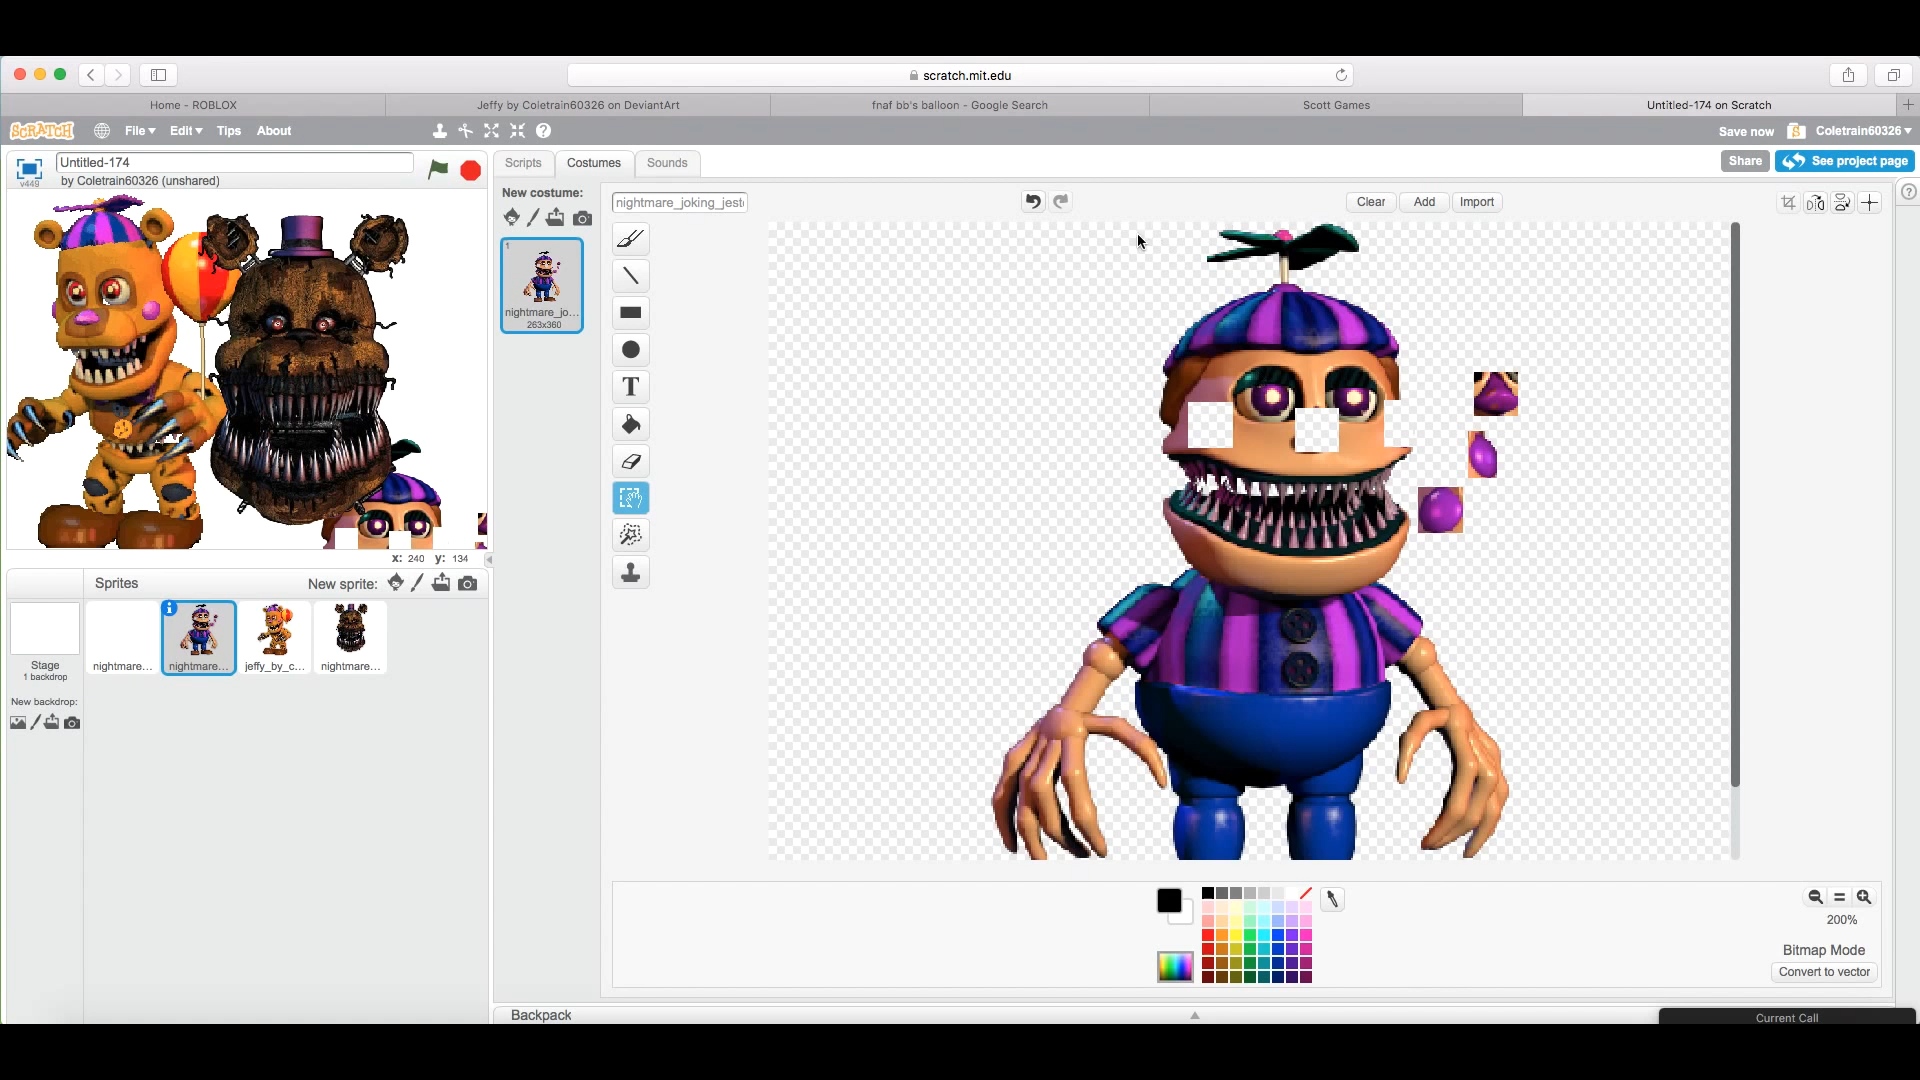 scratch.mit.edu
Home - ROBLOX
Jeffy by Coletrain60326 on DeviantArt
fnaf bb's balloon - Google Search
Scott Games
Untitled-174 on Scratch
SCRATCH
File
Edit
Tips
About
Save now
Coletrain60326
v449
Untitled-174
by Coletrain60326 (unshared)
Scripts
Costumes
Sounds
Share
See project page
New costume:
nightmare_joking_jest
Clear
Add
Import
1
nightmare_jo...
263x360
T
x: 240 y: 134
Sprites
New sprite:
Stage
1 backdrop
New backdrop:
nightmare...
nightmare...
jeffy_by_c...
nightmare...
200%
Bitmap Mode
Convert to vector
Backpack
Current Call